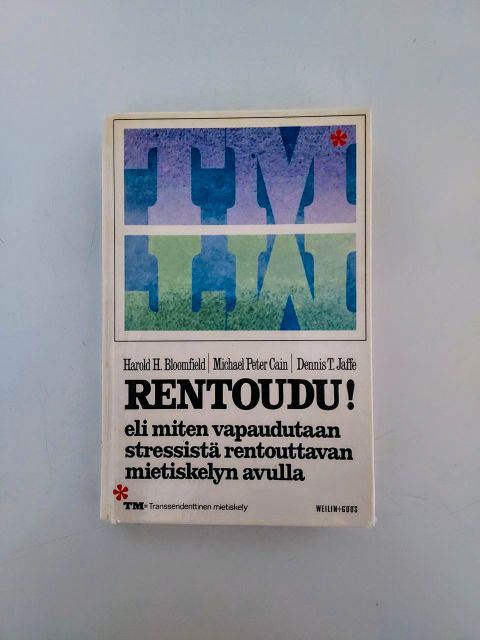 TM*
TM
Harold H. Bloomfield | Michael Peter Cain | Dennis T. Jaffe
RENTOUDU!
eli miten vapaudutaan
stressistä rentouttavan
mietiskelyn avulla
*TM= Transsendenttinen mietiskely
WEILIN+GÖÖS